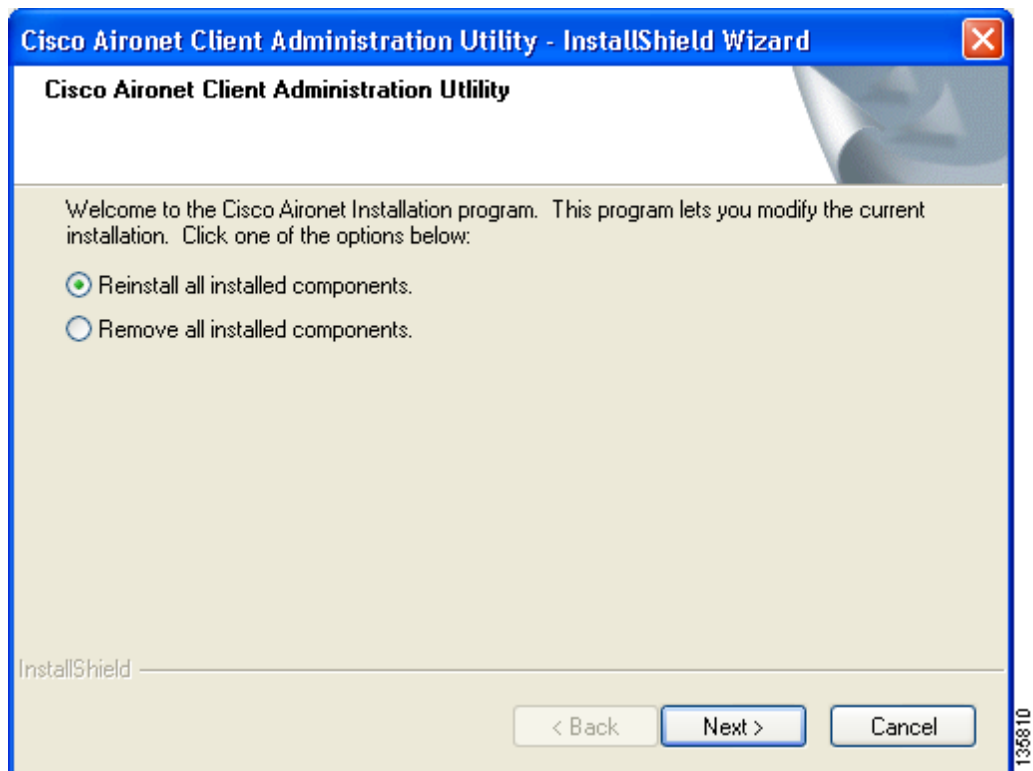 Cisco Aironet Client Administration Utility - InstallShield Wizard
Cisco Aironet Client Administration Utlility
Welcome to the Cisco Aironet Installation program. This program lets you modify the current
installation. Click one of the options below:
Reinstall all installed components.
Remove all installed components.
InstallShield
< Back
Next >
Cancel
135810